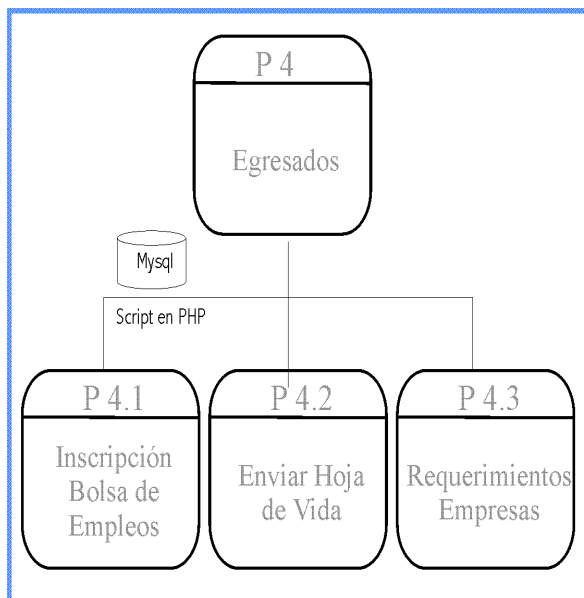 P 4
Egresados
Mysql
Script en PHP
P 4.1
Inscripción
Bolsa de
Empleos
P 4.2
Enviar Hoja
de Vida
P 4.3
Requerimientos
Empresas